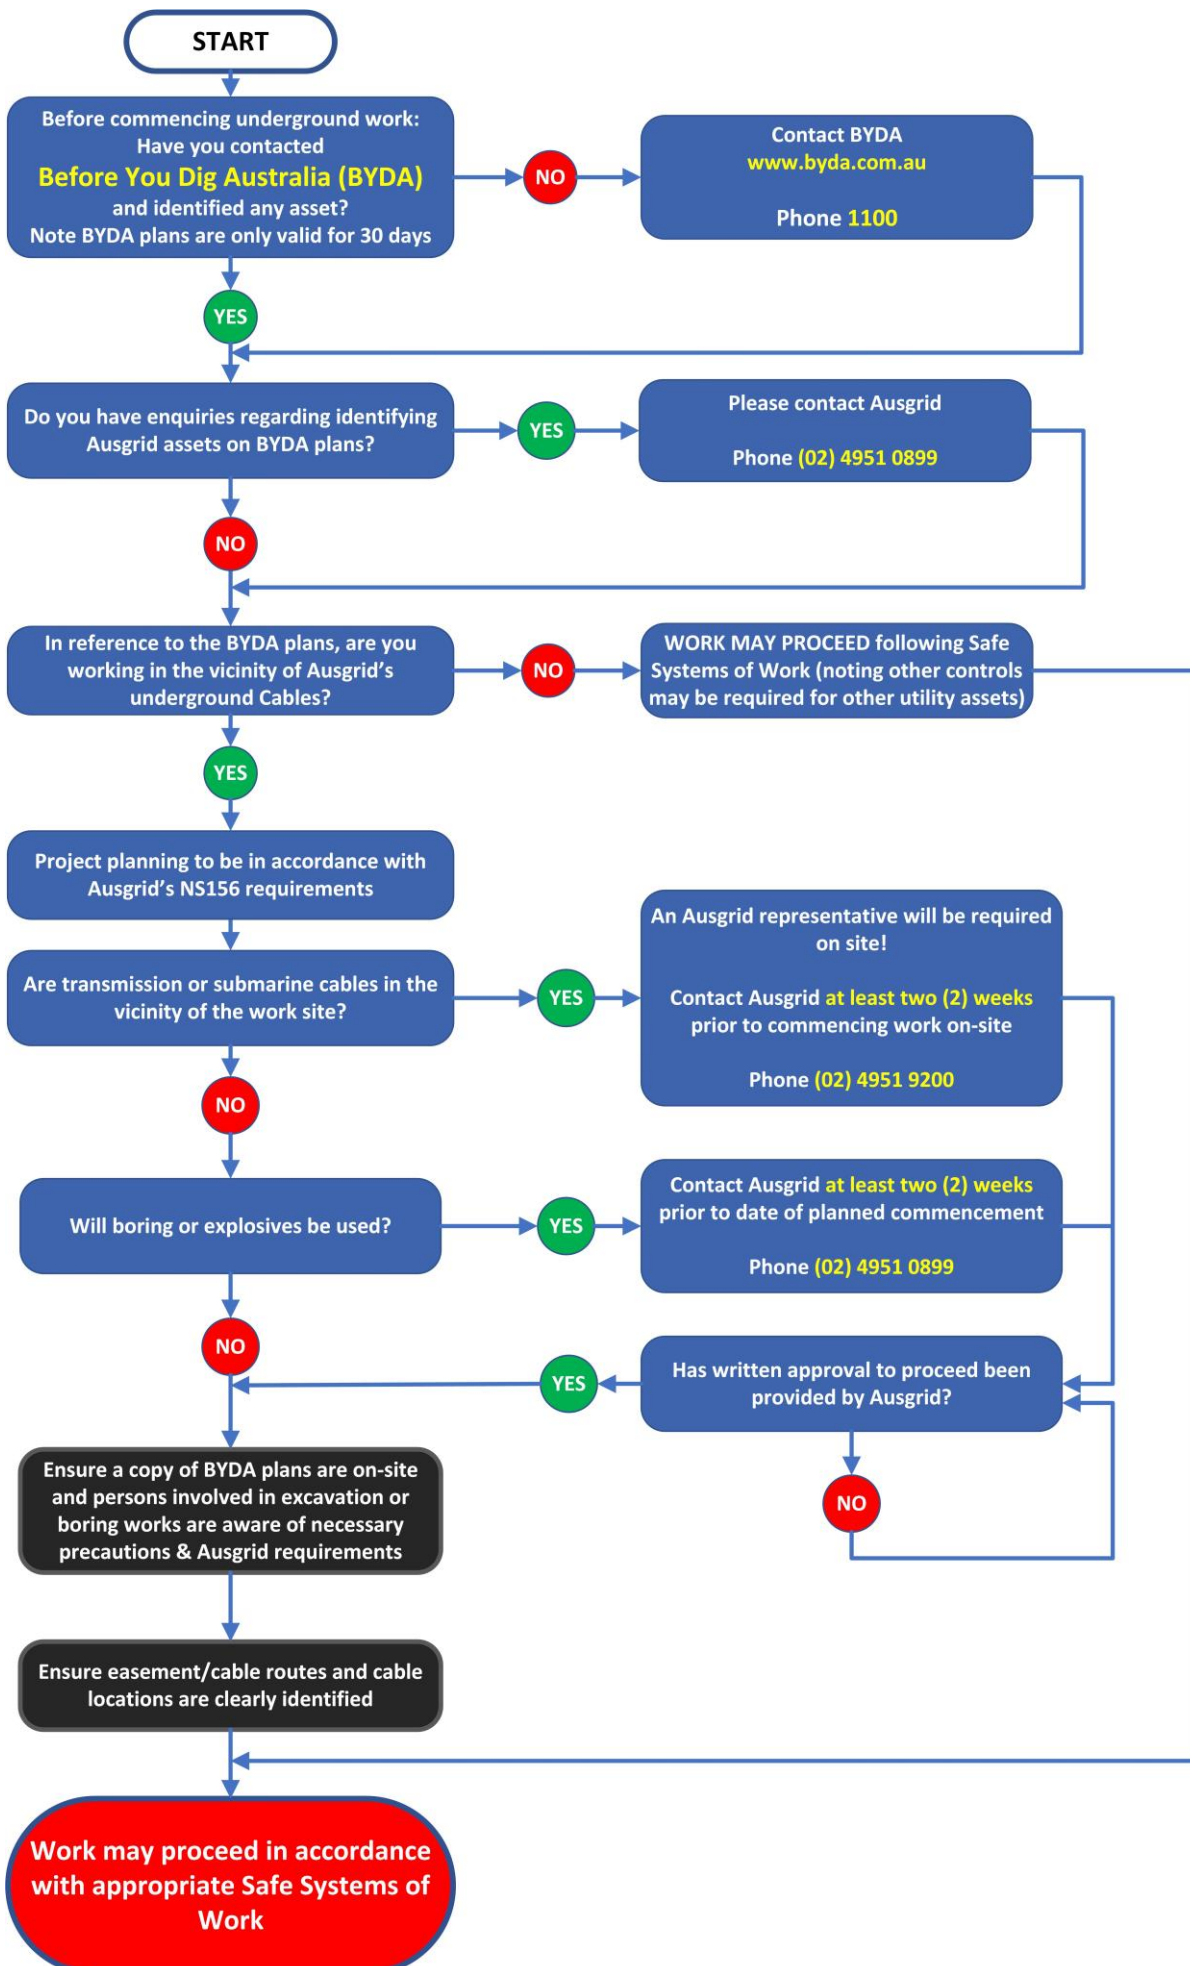 START
Before commencing underground work:
Have you contacted
Before You Dig Australia (BYDA)
and identified any asset?
Note BYDA plans are only valid for 30 days
NO
Contact BYDA
www.byda.com.au
Phone 1100
YES
Do you have enquiries regarding identifying
Ausgrid assets on BYDA plans?
YES
Please contact Ausgrid
Phone (02) 4951 0899
NO
In reference to the BYDA plans, are you
working in the vicinity of Ausgrid’s
underground Cables?
NO
WORK MAY PROCEED following Safe
Systems of Work (noting other controls
may be required for other utility assets)
YES
Project planning to be in accordance with
Ausgrid’s NS156 requirements
Are transmission or submarine cables in the
vicinity of the work site?
YES
An Ausgrid representative will be required
on site!
Contact Ausgrid at least two (2) weeks
prior to commencing work on-site
Phone (02) 4951 9200
NO
Will boring or explosives be used?
YES
Contact Ausgrid at least two (2) weeks
prior to date of planned commencement
Phone (02) 4951 0899
NO
Has written approval to proceed been
provided by Ausgrid?
YES
NO
Ensure a copy of BYDA plans are on-site
and persons involved in excavation or
boring works are aware of necessary
precautions & Ausgrid requirements
Ensure easement/cable routes and cable
locations are clearly identified
Work may proceed in accordance
with appropriate Safe Systems of
Work